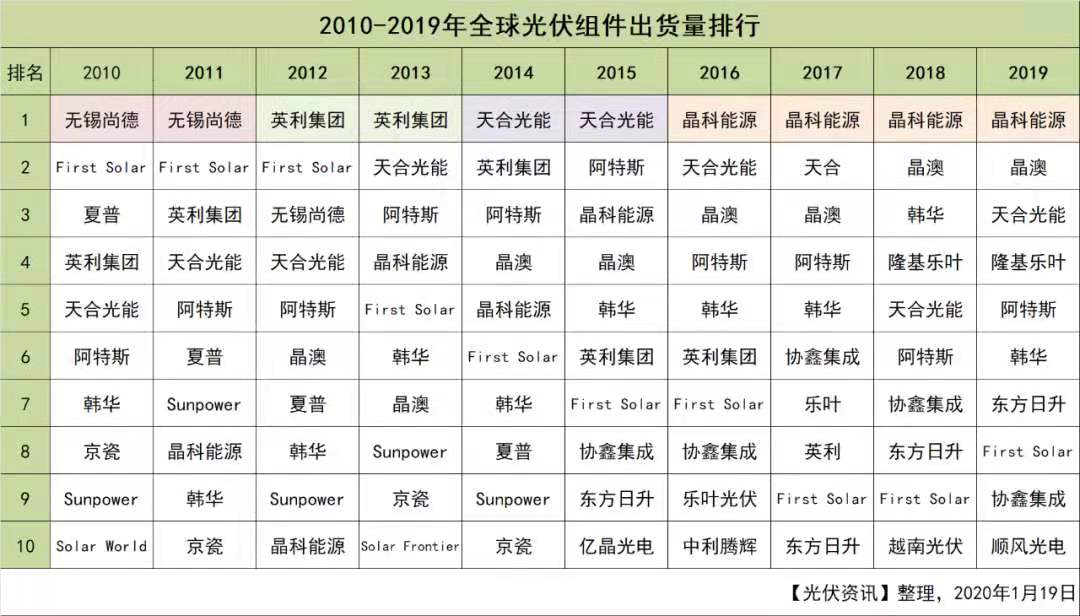 2010-2019年全球光伏组件出货量排行
排名 2010 2011 2012 2013 2014 2015 2016 2017 2018 2019
1 无锡尚德 无锡尚德 英利集团 英利集团 天合光能 天合光能 晶科能源 晶科能源 晶科能源 晶科能源
2 First Solar First Solar First Solar 天合光能 英利集团 阿特斯 天合光能 天合 晶澳 晶澳
3 夏普 英利集团 无锡尚德 阿特斯 阿特斯 晶科能源 晶澳 晶澳 韩华 天合光能
4 英利集团 天合光能 天合光能 晶科能源 晶澳 晶澳 阿特斯 阿特斯 隆基乐叶 隆基乐叶
5 天合光能 阿特斯 阿特斯 First Solar 晶科能源 韩华 韩华 韩华 天合光能 阿特斯
6 阿特斯 夏普 晶澳 韩华 First Solar 英利集团 英利集团 协鑫集成 阿特斯 韩华
7 韩华 Sunpower 夏普 晶澳 韩华 First Solar First Solar 乐叶 协鑫集成 东方日升
8 京瓷 晶科能源 韩华 Sunpower 夏普 协鑫集成 协鑫集成 英利 东方日升 First Solar
9 Sunpower 韩华 Sunpower 京瓷 Sunpower 东方日升 乐叶光伏 First Solar First Solar 协鑫集成
10 Solar World 京瓷 晶科能源 Solar Frontier 京瓷 亿晶光电 中利腾辉 东方日升 越南光伏 顺风光电
【光伏资讯】整理，2020年1月19日